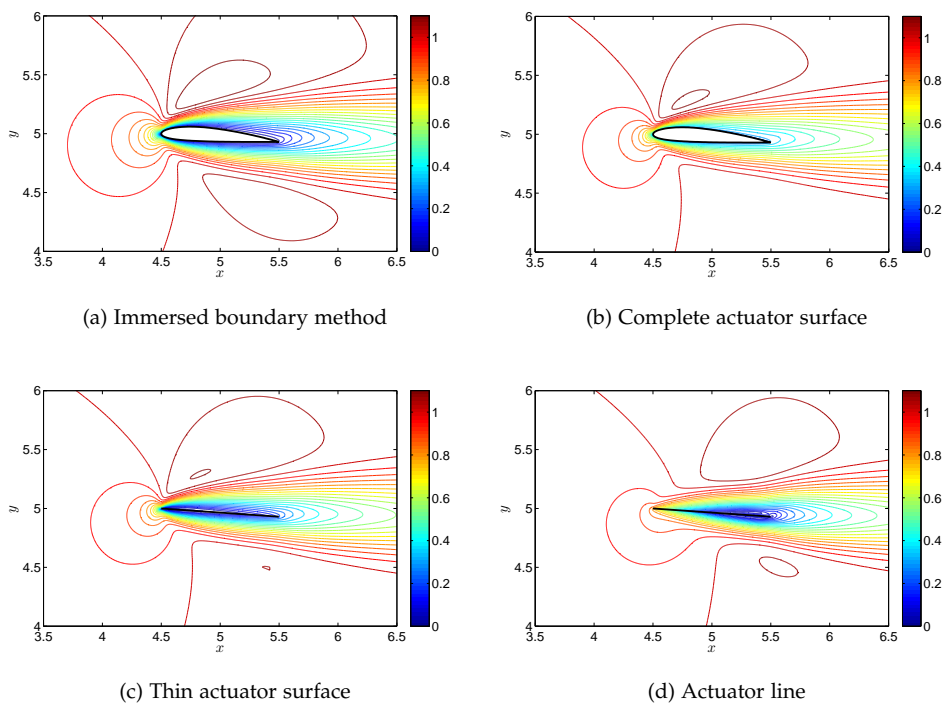 6
5.5
5
4.5
4
y
3.5 4 4.5 5 5.5 6 6.5
x
1
0.8
0.6
0.4
0.2
0
(a) Immersed boundary method
6
5.5
5
4.5
4
y
3.5 4 4.5 5 5.5 6 6.5
x
1
0.8
0.6
0.4
0.2
0
(b) Complete actuator surface
6
5.5
5
4.5
4
y
3.5 4 4.5 5 5.5 6 6.5
x
1
0.8
0.6
0.4
0.2
0
(c) Thin actuator surface
6
5.5
5
4.5
4
y
3.5 4 4.5 5 5.5 6 6.5
x
1
0.8
0.6
0.4
0.2
0
(d) Actuator line